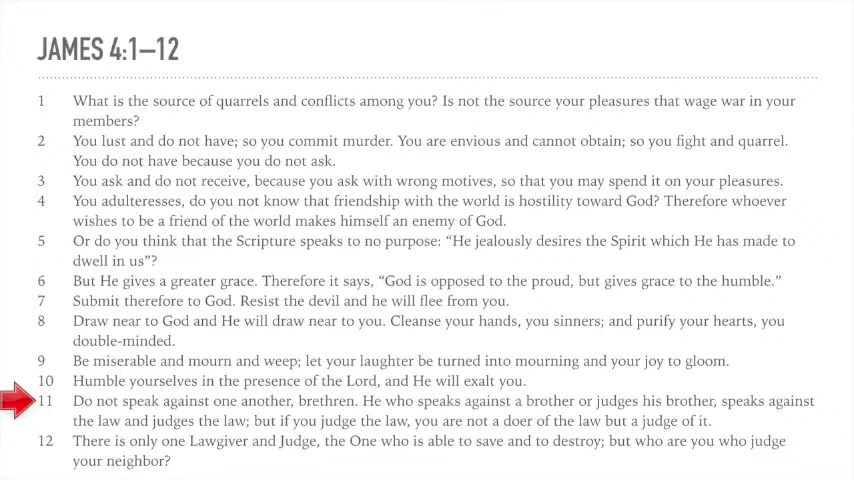 JAMES 4:1–12
1 What is the source of quarrels and conflicts among you? Is not the source your pleasures that wage war in your
members?
2 You lust and do not have; so you commit murder. You are envious and cannot obtain; so you fight and quarrel.
You do not have because you do not ask.
3 You ask and do not receive, because you ask with wrong motives, so that you may spend it on your pleasures.
4 You adulteresses, do you not know that friendship with the world is hostility toward God? Therefore whoever
wishes to be a friend of the world makes himself an enemy of God.
5 Or do you think that the Scripture speaks to no purpose: “He jealously desires the Spirit which He has made to
dwell in us”?
6 But He gives a greater grace. Therefore it says, “God is opposed to the proud, but gives grace to the humble.”
7 Submit therefore to God. Resist the devil and he will flee from you.
8 Draw near to God and He will draw near to you. Cleanse your hands, you sinners; and purify your hearts, you
double-minded.
9 Be miserable and mourn and weep; let your laughter be turned into mourning and your joy to gloom.
10 Humble yourselves in the presence of the Lord, and He will exalt you.
11 Do not speak against one another, brethren. He who speaks against a brother or judges his brother, speaks against
the law and judges the law; but if you judge the law, you are not a doer of the law but a judge of it.
12 There is only one Lawgiver and Judge, the One who is able to save and to destroy; but who are you who judge
your neighbor?